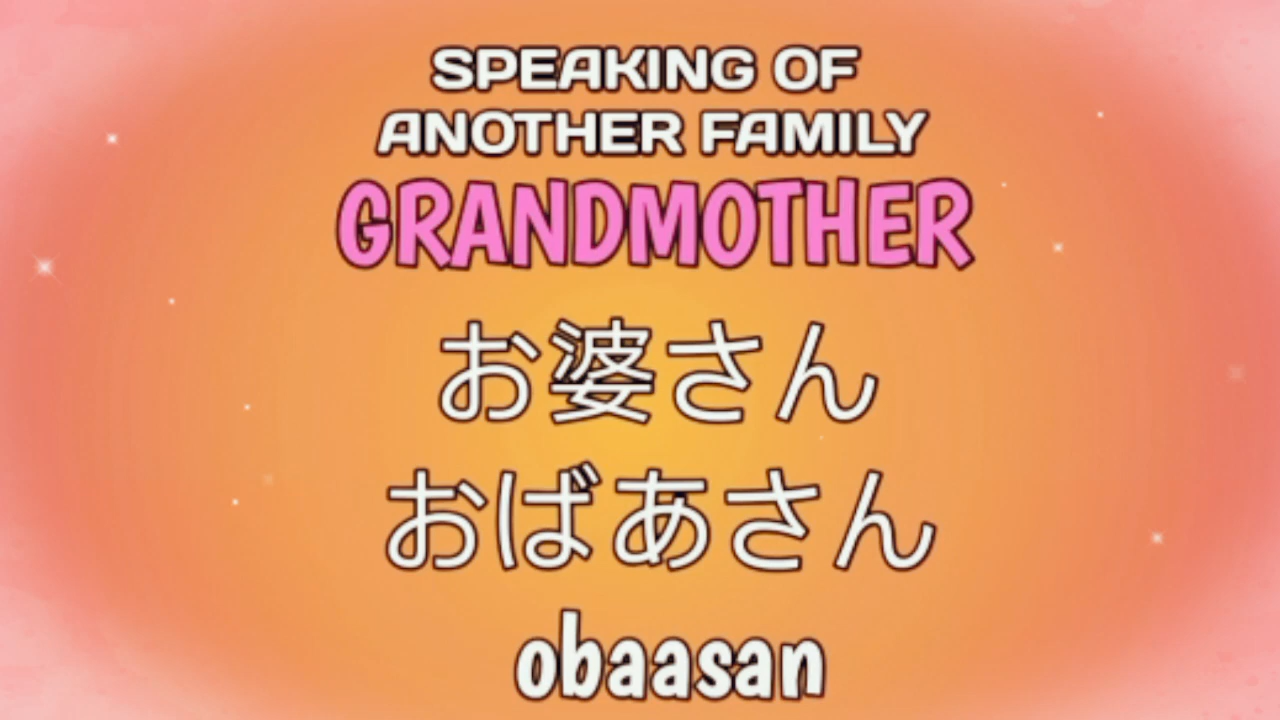 SPEAKING OF
ANOTHER FAMILY
GRANDMOTHER
お婆さん
おばあさん
obaasan